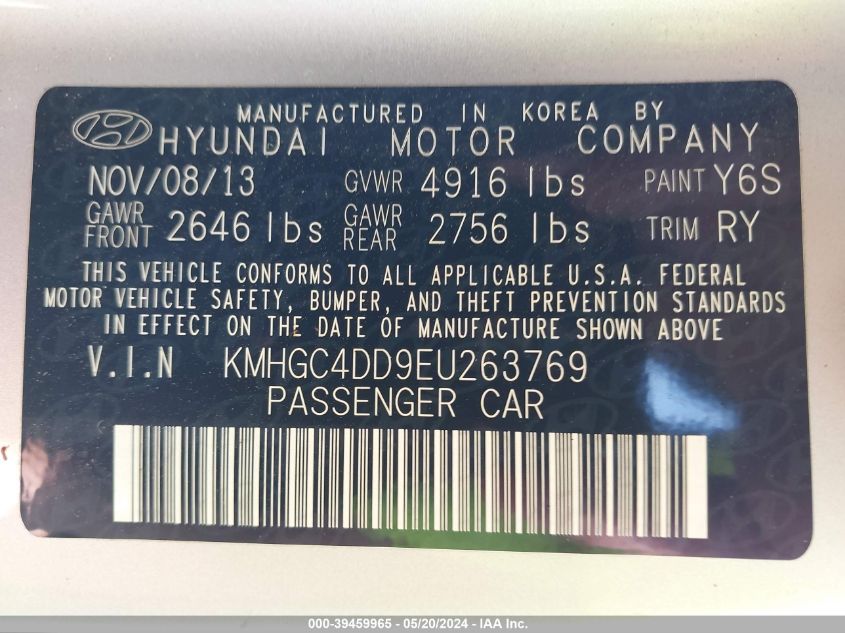 MANUFACTURED IN KOREA BY
HYUNDAI MOTOR COMPANY
NOV/08/13 GVWR 4916 lbs PAINT Y6S
GAWR FRONT 2646 lbs GAWR REAR 2756 lbs TRIM RY
THIS VEHICLE CONFORMS TO ALL APPLICABLE U.S.A. FEDERAL
MOTOR VEHICLE SAFETY, BUMPER, AND THEFT PREVENTION STANDARDS
IN EFFECT ON THE DATE OF MANUFACTURE SHOWN ABOVE
V.I.N KMHGC4DD9EU263769
PASSENGER CAR
000-39459965 - 05/20/2024 - IAA Inc.